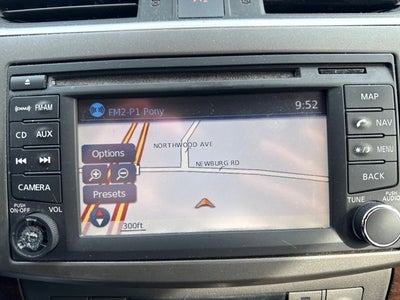 FM2-P1 Pony 9:52
FM·AM
CD AUX
CAMERA
PUSH
ON·OFF
VOL
Options
Presets
300ft
NORTHWOOD AVE
NEWBURG RD
MAP
NAV
MENU
BACK
TUNE
PUSH
AUDIO